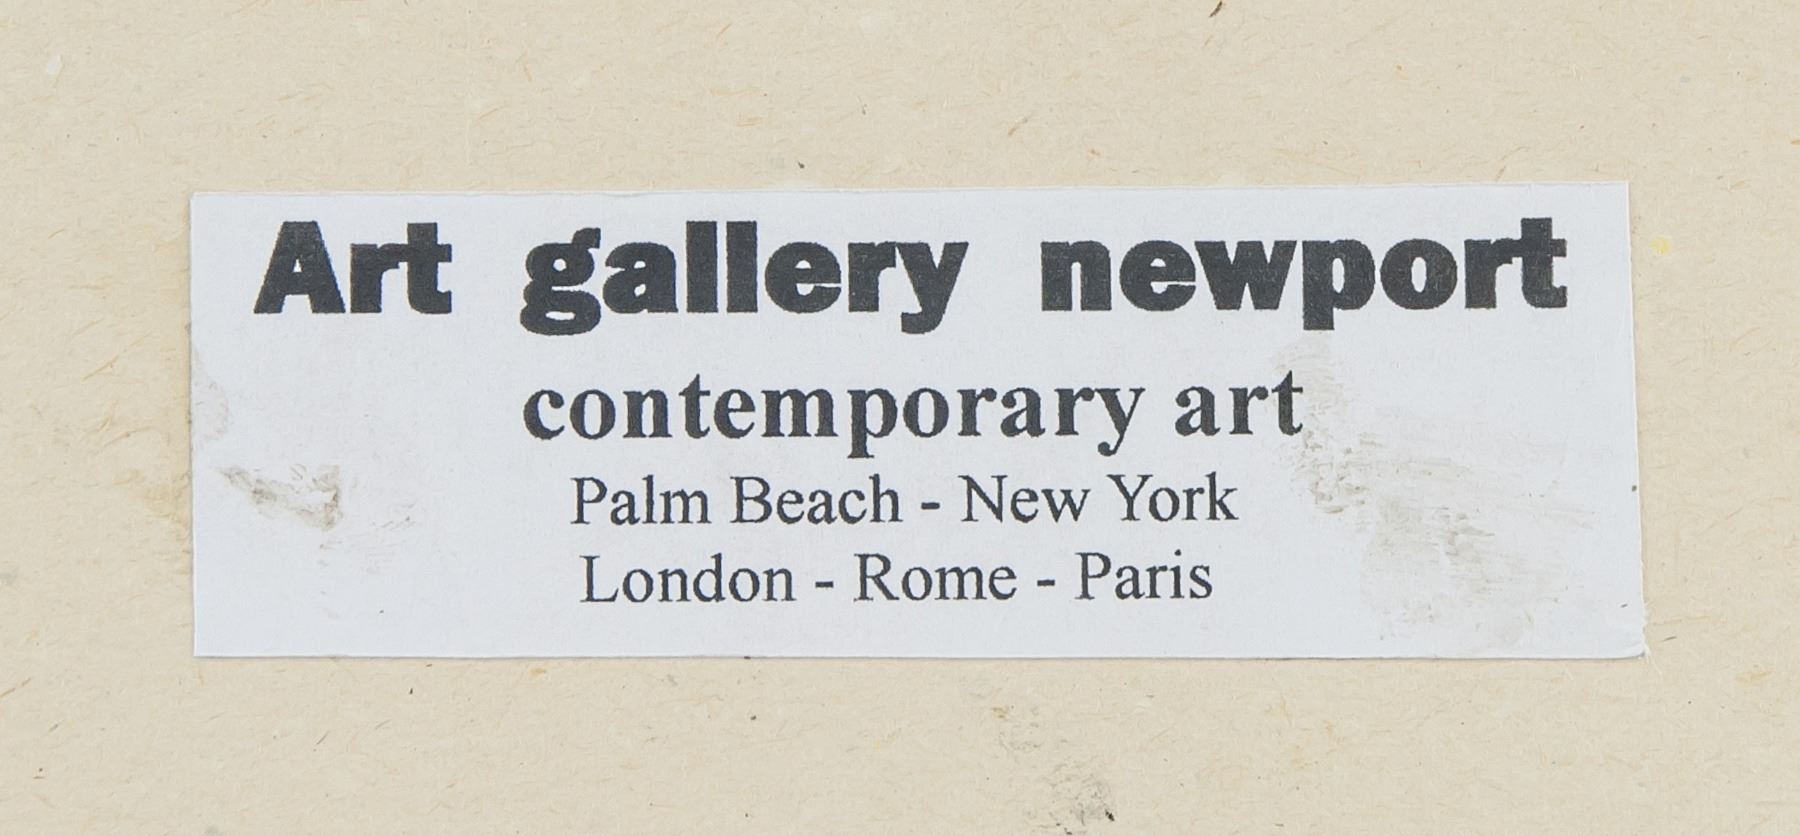 Art gallery newport
contemporary art
Palm Beach - New York
London - Rome - Paris